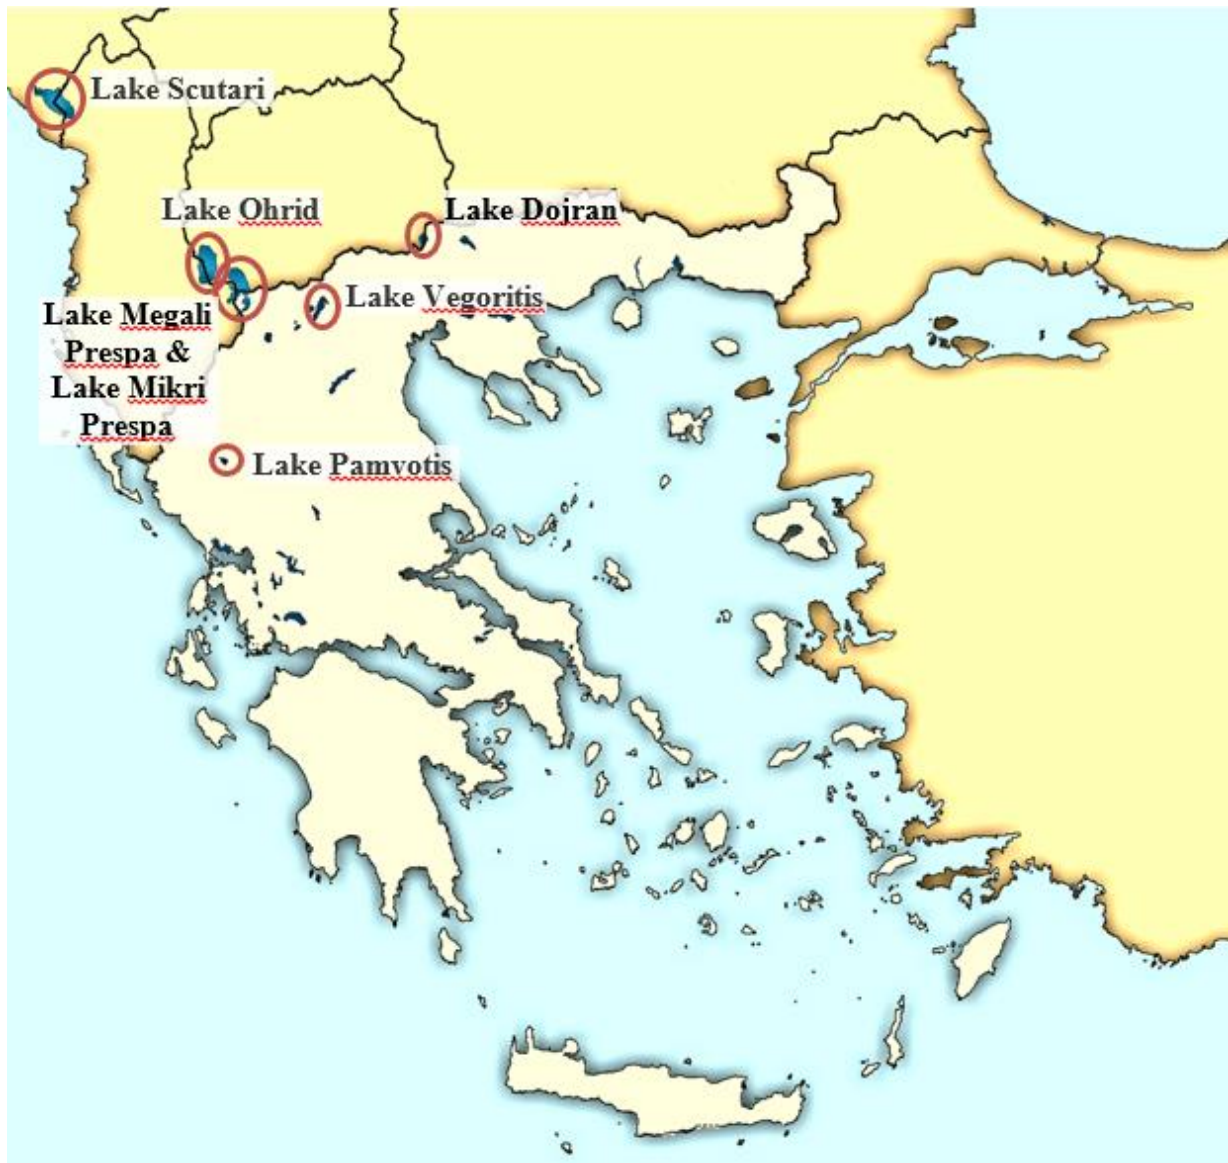 Lake Scutari
Lake Ohrid
Lake Dojran
Lake Vegoritis
Lake Megali
Prespa &
Lake Mikri
Prespa
Lake Pamvotis